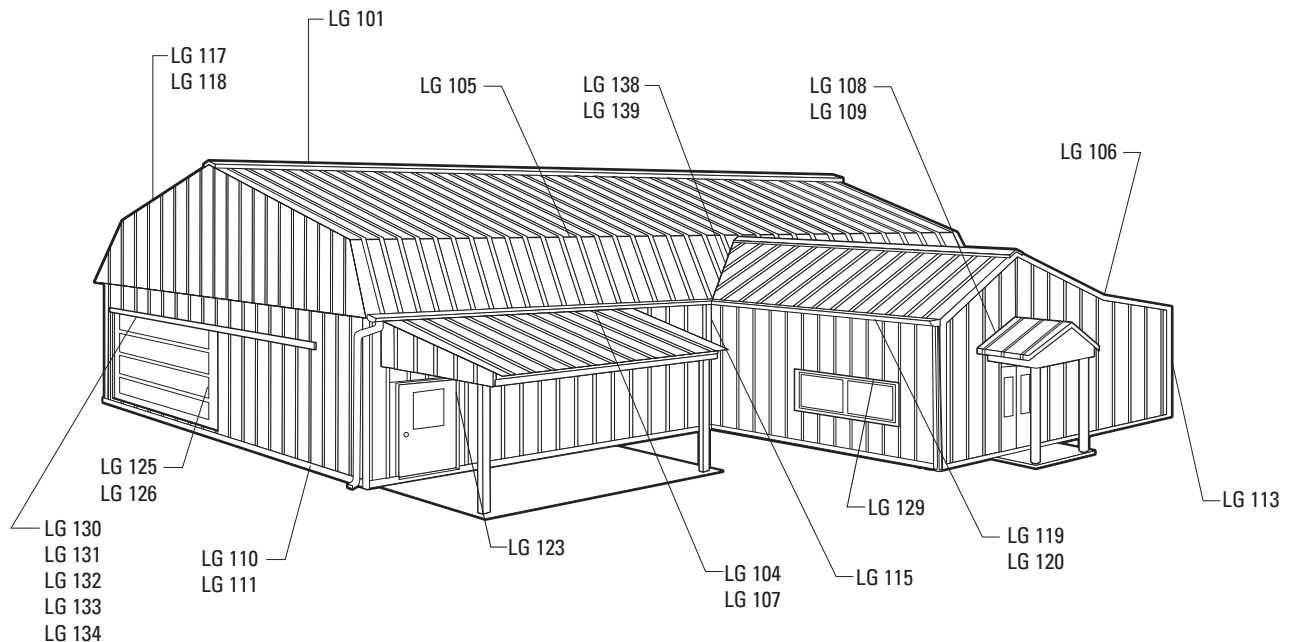 LG 101
LG 117
LG 118
LG 105
LG 138
LG 139
LG 108
LG 109
LG 106
LG 125
LG 126
LG 130
LG 131
LG 132
LG 133
LG 134
LG 110
LG 111
LG 123
LG 104
LG 107
LG 115
LG 129
LG 119
LG 120
LG 113